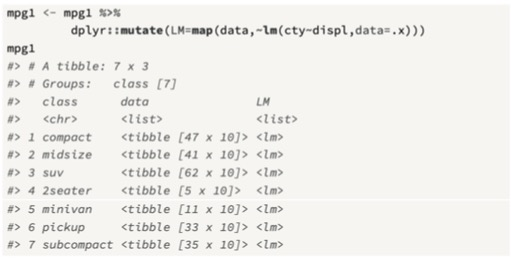 mpg1 <- mpg1 %>%
        dplyr::mutate(LM=map(data,~lm(cty~displ,data=.x)))
mpg1
#> # A tibble: 7 x 3
#> # Groups:   class [7]
#>   class      data               LM
#>   <chr>      <list>             <list>
#> 1 compact    <tibble [47 x 10]> <lm>
#> 2 midsize    <tibble [41 x 10]> <lm>
#> 3 suv        <tibble [62 x 10]> <lm>
#> 4 2seater    <tibble [5 x 10]>  <lm>
#> 5 minivan    <tibble [11 x 10]> <lm>
#> 6 pickup     <tibble [33 x 10]> <lm>
#> 7 subcompact <tibble [35 x 10]> <lm>